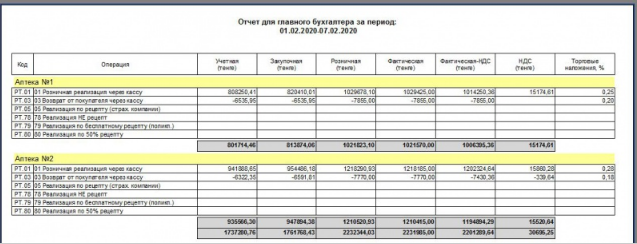 Отчет для главного бухгалтера за период:
01.02.2020-07.02.2020
Код Операция Учетная (тенге) Закупочная (тенге) Розничная (тенге) Фактическая (тенге) Фактическая-НДС (тенге) НДС (тенге) Торговые наложения, %
Аптека №1
РТ.01 01 Розничная реализация через кассу 808250,41 820410,01 1029678,10 1029425,00 1014250,36 15174,61 0,25
РТ.03 03 Возврат от покупателя через кассу -6535,95 -6535,95 -7855,00 -7855,00 -7855,00 0,20
РТ.05 05 Реализация по рецепту (страх. компании)
РТ.78 78 Реализация НЕ рецепт
РТ.79 79 Реализация по бесплатному рецепту (полик.)
РТ.80 80 Реализация по 50% рецепту
801714,46 813874,06 1021823,10 1021570,00 1006395,36 15174,61
Аптека №2
РТ.01 01 Розничная реализация через кассу 941888,65 954486,18 1218290,93 1218185,00 1202324,64 15860,28 0,28
РТ.03 03 Возврат от покупателя через кассу -6322,35 -6591,81 -7770,00 -7770,00 -7430,36 -339,64 0,18
РТ.05 05 Реализация по рецепту (страх. компании)
РТ.78 78 Реализация НЕ рецепт
РТ.79 79 Реализация по бесплатному рецепту (полик.)
РТ.80 80 Реализация по 50% рецепту
935566,30 947894,38 1210520,93 1210415,00 1194894,29 15520,64
1737280,76 1761768,43 2232344,03 2231985,00 2201289,64 30695,25